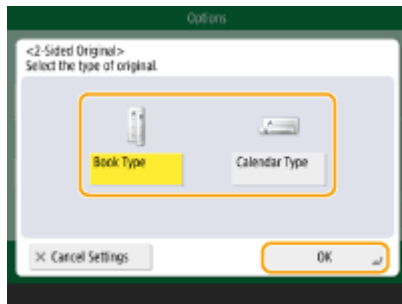 Options
<2-Sided Original>
Select the type of original.
Book Type
Calendar Type
× Cancel Settings
OK